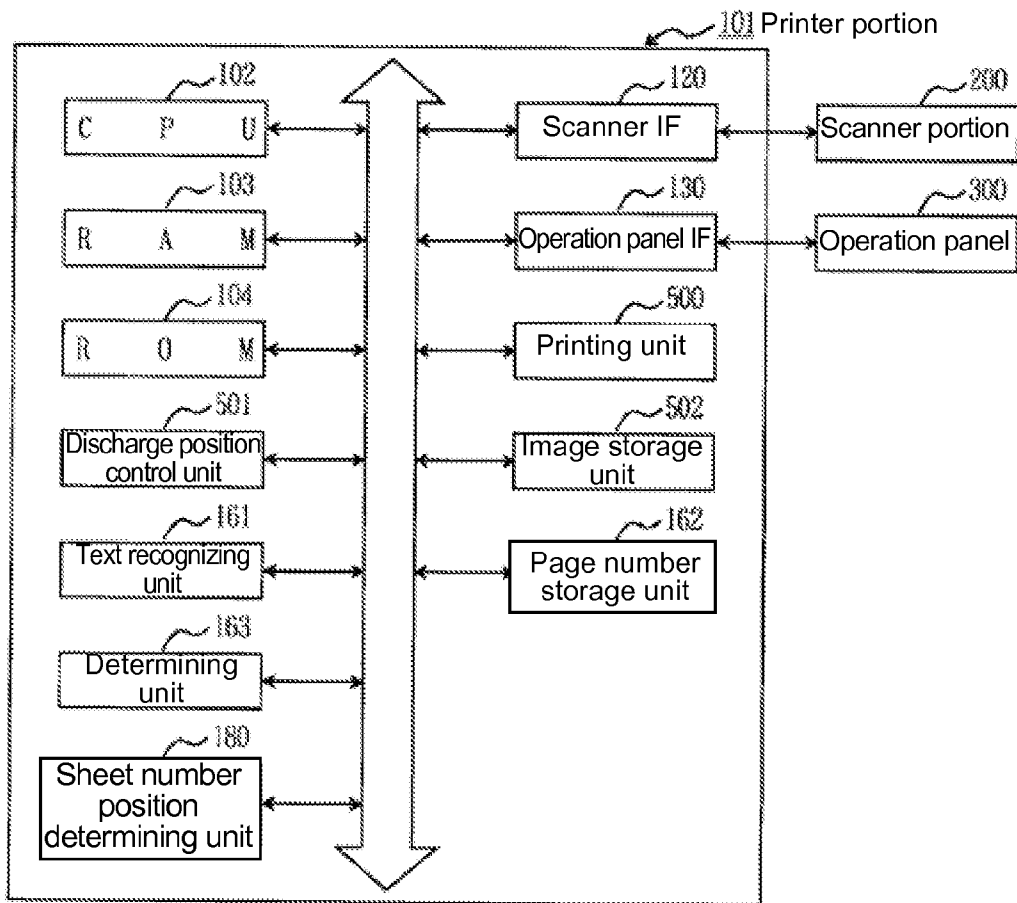 101 Printer portion
102
C P U
120
Scanner IF
200
Scanner portion
103
R A M
130
Operation panel IF
300
Operation panel
104
R O M
500
Printing unit
501
Discharge position
control unit
502
Image storage
unit
161
Text recognizing
unit
162
Page number
storage unit
163
Determining
unit
180
Sheet number
position
determining unit